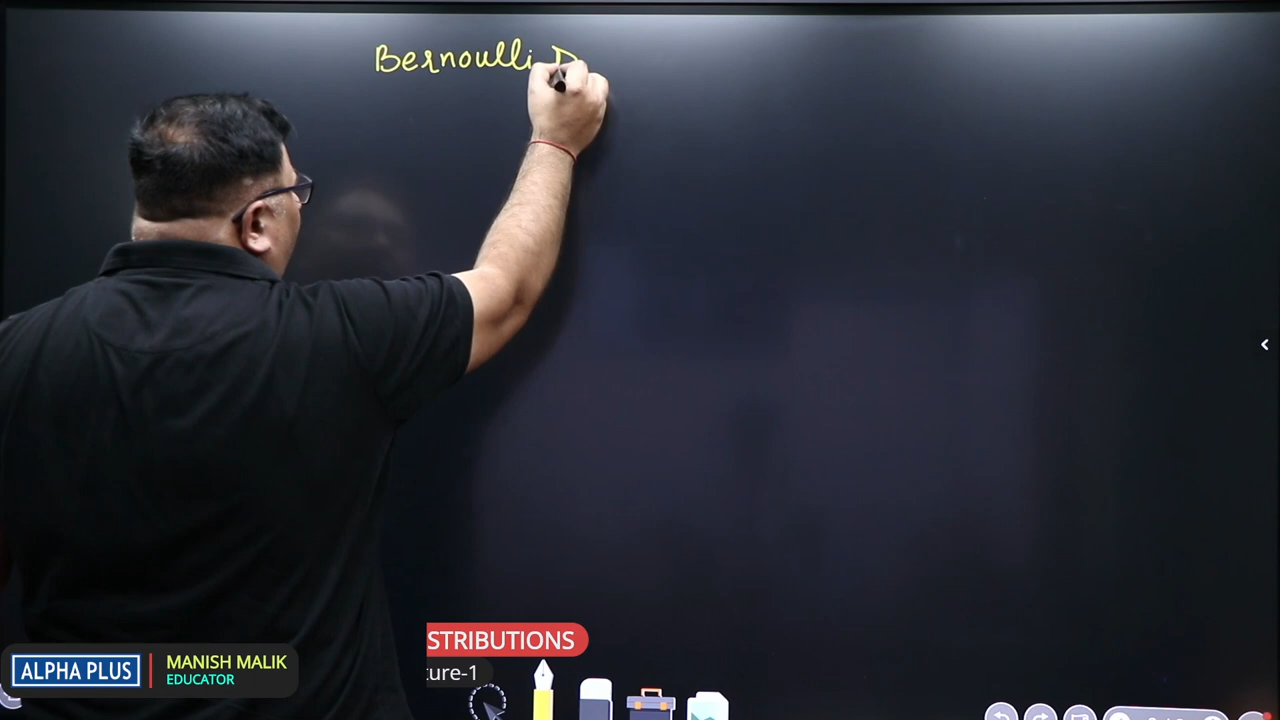 Bernoulli D
STRIBUTIONS
ture-1
ALPHA PLUS
MANISH MALIK
EDUCATOR